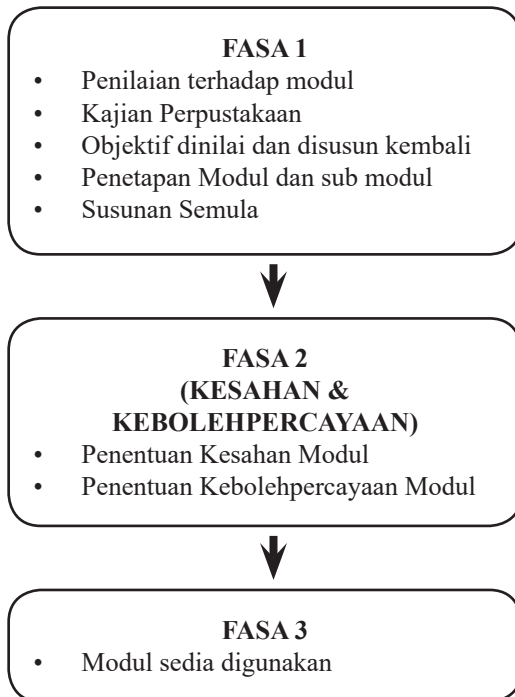 FASA 1
• Penilaian terhadap modul
• Kajian Perpustakaan
• Objektif dinilai dan disusun kembali
• Penetapan Modul dan sub modul
• Susunan Semula
FASA 2
(KESAHAN &
KEBOLEHPERCAYAAN)
• Penentuan Kesahan Modul
• Penentuan Kebolehpercayaan Modul
FASA 3
• Modul sedia digunakan